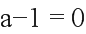 a−1 = 0